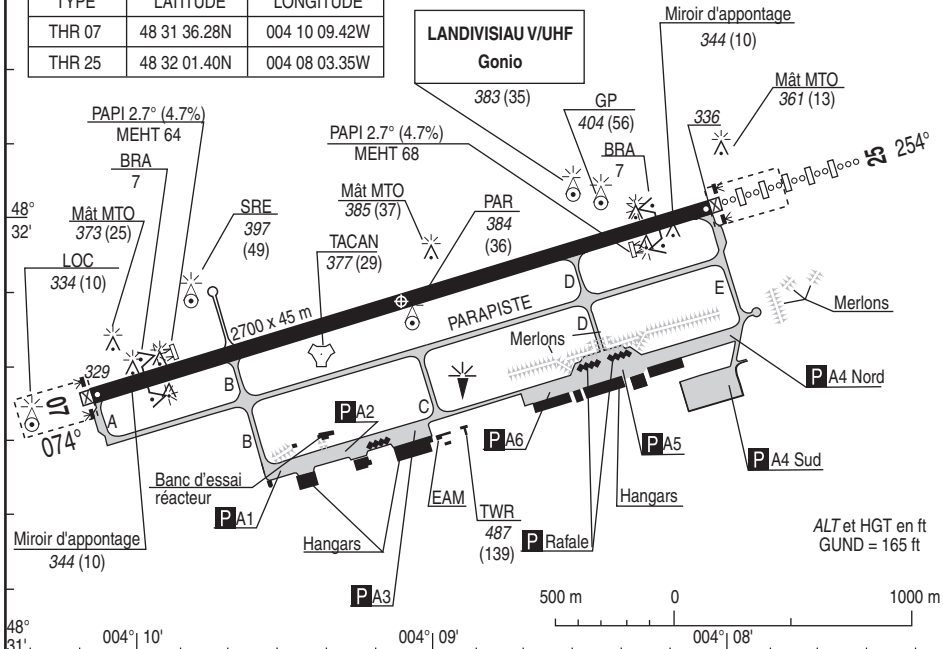 TYPE LATITUDE LONGITUDE
THR 07 48 31 36.28N 004 10 09.42W
THR 25 48 32 01.40N 004 08 03.35W
LANDIVISIAU V/UHF
Gonio
383 (35)
Miroir d'appontage
344 (10)
Mât MTO
361 (13)
GP
404 (56)
336
PAPI 2.7° (4.7%)
MEHT 64
PAPI 2.7° (4.7%)
MEHT 68
BRA
7
BRA
7
25 254°
48°
32'
Mât MTO
373 (25)
SRE
397
(49)
Mât MTO
385 (37)
PAR
384
(36)
TACAN
377 (29)
LOC
334 (10)
D
E
PARAPISTE
2700 x 45 m
Merlons
D
Merlons
329
B
07
074°
A
B
C
P A2
P A4 Nord
P A6
P A5
P A4 Sud
Banc d'essai
réacteur
P A1
EAM
TWR
487
(139)
Hangars
P Rafale
Hangars
Miroir d'appontage
344 (10)
ALT et HGT en ft
GUND = 165 ft
P A3
500 m 0 1000 m
48°
31'
004° 10' 004° 09' 004° 08'